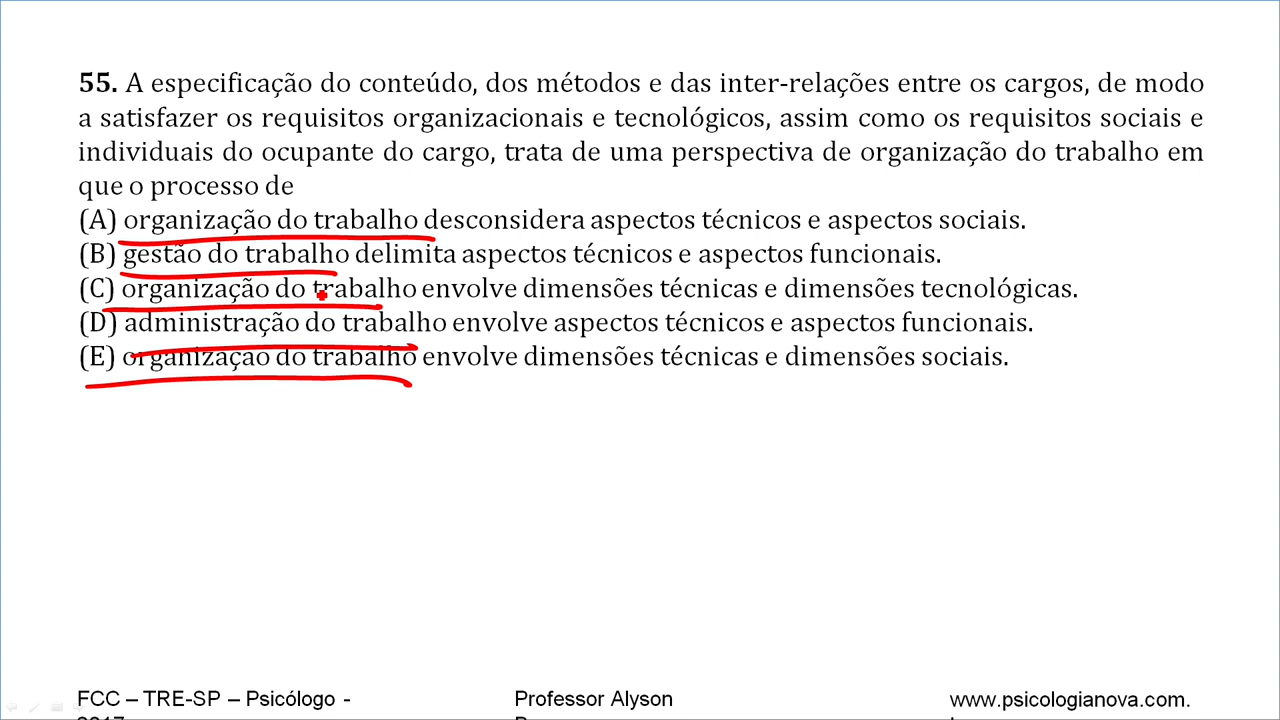 55. A especificação do conteúdo, dos métodos e das inter-relações entre os cargos, de modo
a satisfazer os requisitos organizacionais e tecnológicos, assim como os requisitos sociais e
individuais do ocupante do cargo, trata de uma perspectiva de organização do trabalho em
que o processo de
(A) organização do trabalho desconsidera aspectos técnicos e aspectos sociais.
(B) gestão do trabalho delimita aspectos técnicos e aspectos funcionais.
(C) organização do trabalho envolve dimensões técnicas e dimensões tecnológicas.
(D) administração do trabalho envolve aspectos técnicos e aspectos funcionais.
(E) organização do trabalho envolve dimensões técnicas e dimensões sociais.
FCC – TRE-SP – Psicólogo -
2017
Professor Alyson
www.psicologianova.com.